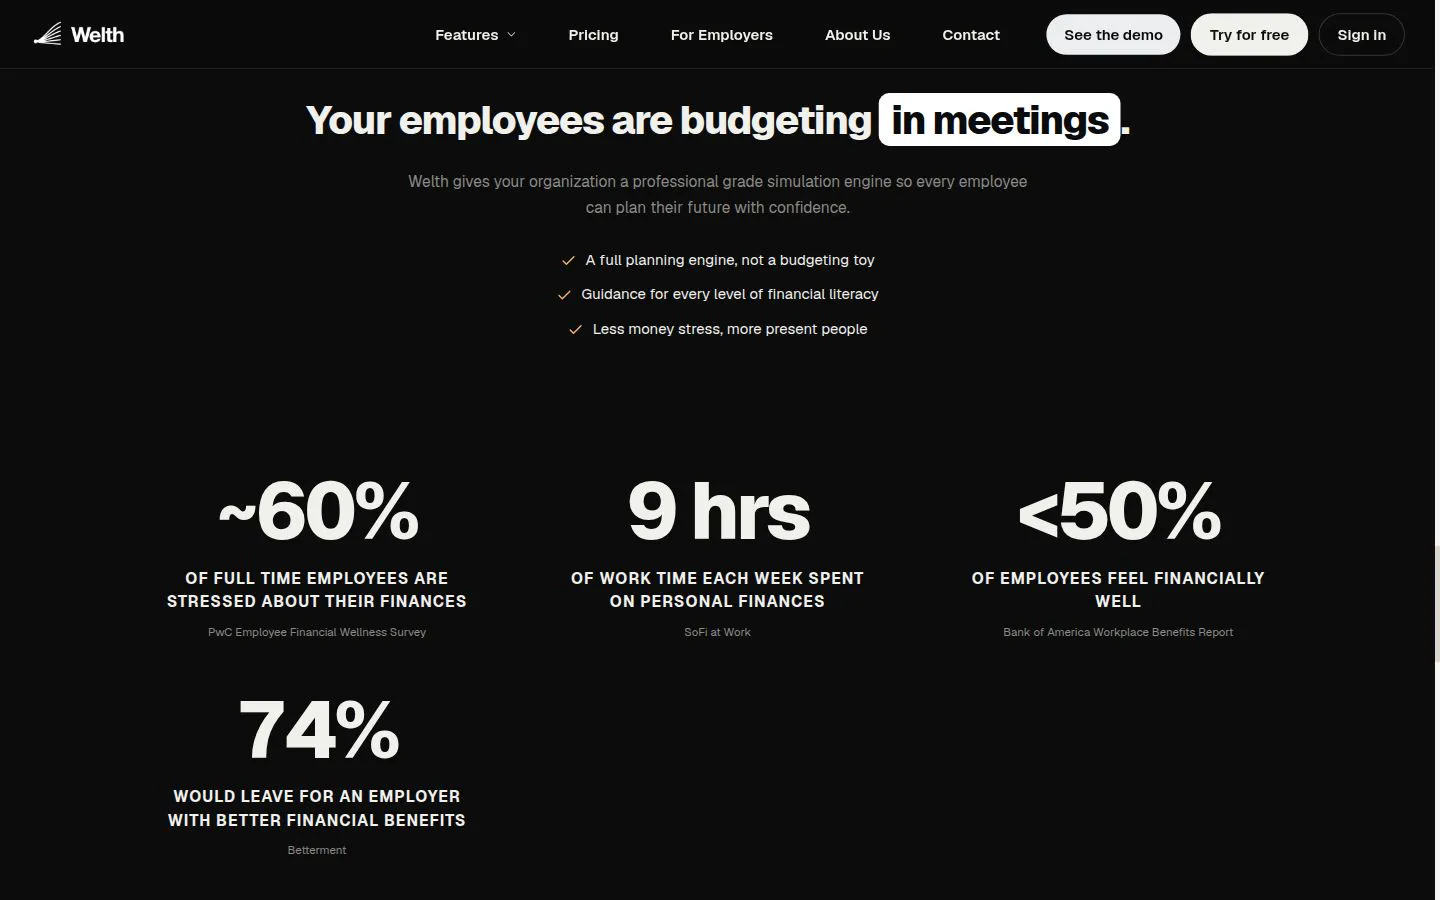 Welth
Features
Pricing
For Employers
About Us
Contact
See the demo
Try for free
Sign in
Your employees are budgeting in meetings.
Welth gives your organization a professional grade simulation engine so every employee
can plan their future with confidence.
A full planning engine, not a budgeting toy
Guidance for every level of financial literacy
Less money stress, more present people
~60%
OF FULL TIME EMPLOYEES ARE
STRESSED ABOUT THEIR FINANCES
PwC Employee Financial Wellness Survey
9 hrs
OF WORK TIME EACH WEEK SPENT
ON PERSONAL FINANCES
SoFi at Work
<50%
OF EMPLOYEES FEEL FINANCIALLY
WELL
Bank of America Workplace Benefits Report
74%
WOULD LEAVE FOR AN EMPLOYER
WITH BETTER FINANCIAL BENEFITS
Betterment